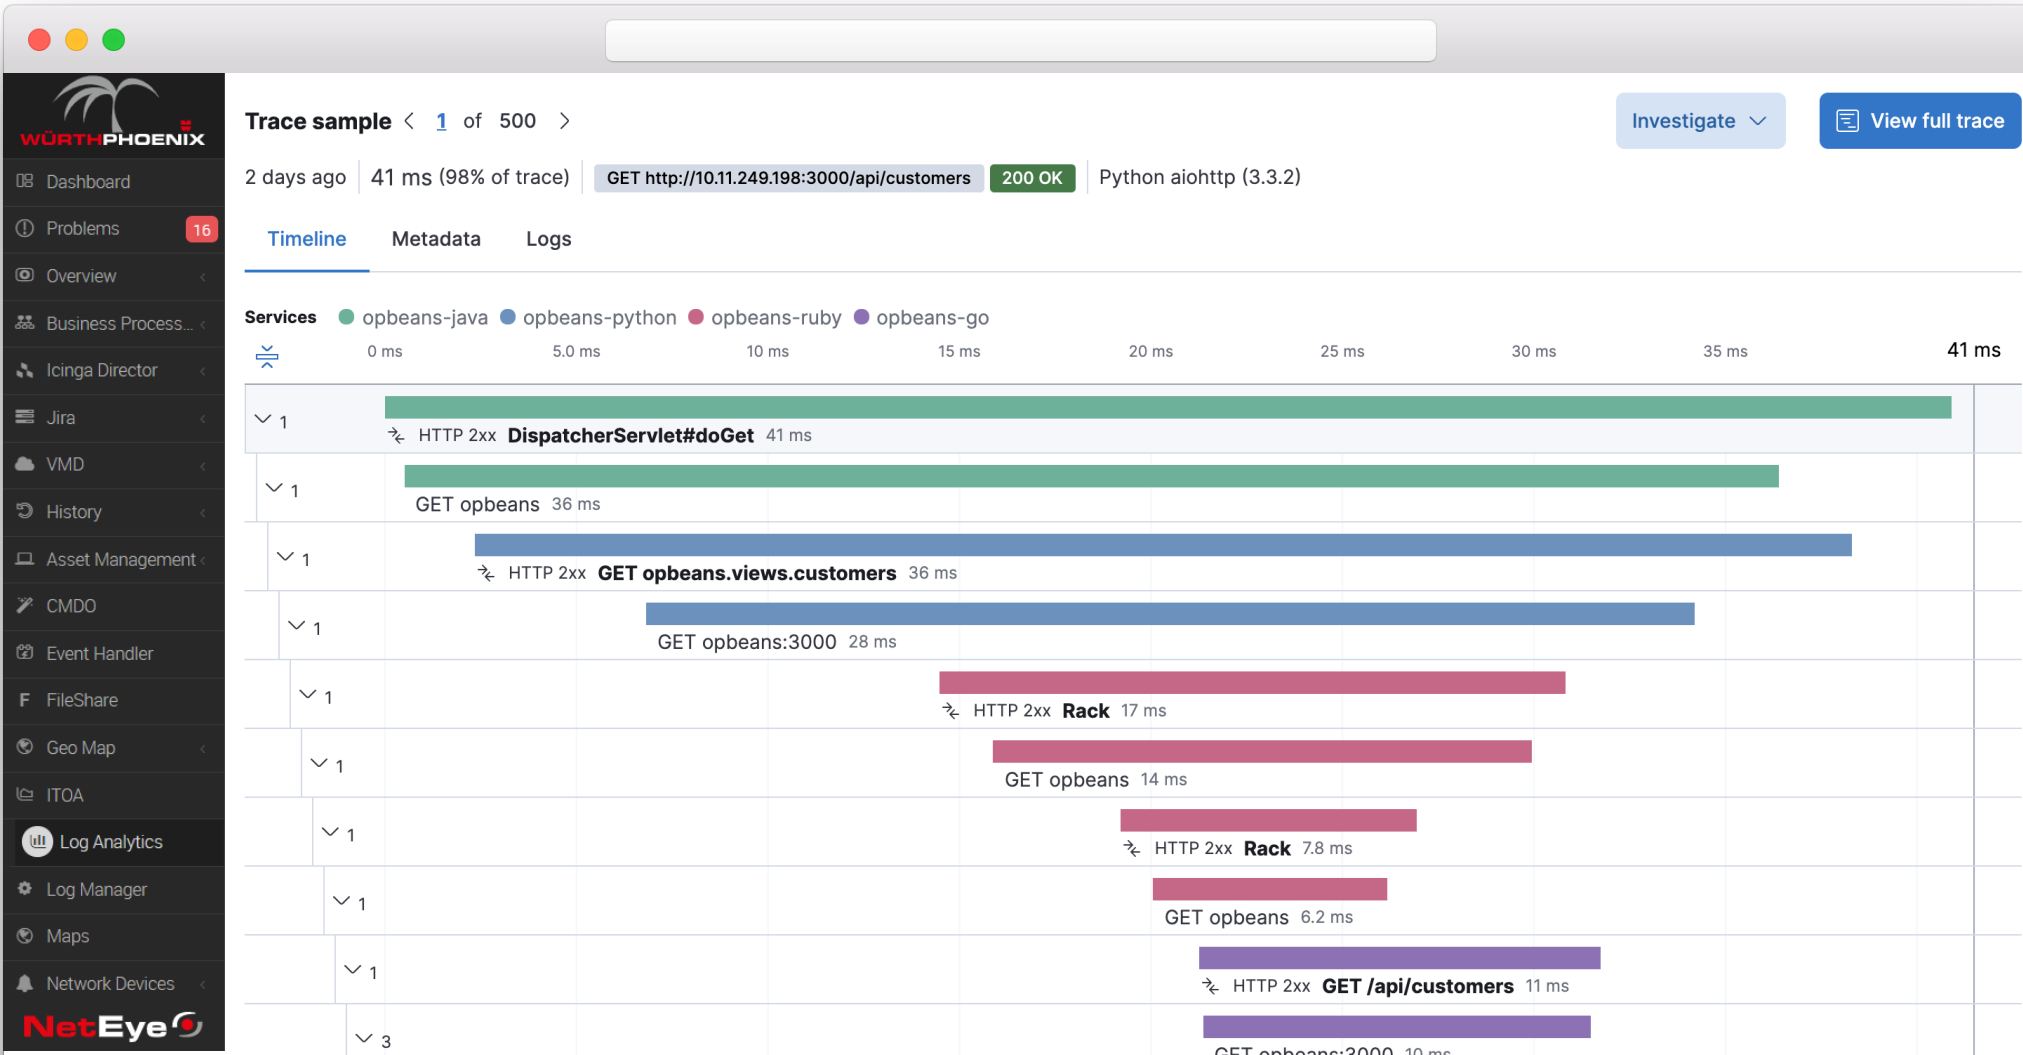 WÜRTHPHOENIX
Dashboard
Problems 16
Overview
Business Process...
Icinga Director
Jira
VMD
History
Asset Management
CMDO
Event Handler
F FileShare
Geo Map
ITOA
Log Analytics
Log Manager
Maps
Network Devices
NetEye
Trace sample 1 of 500
Investigate
View full trace
2 days ago 41 ms (98% of trace) GET http://10.11.249.198:3000/api/customers 200 OK Python aiohttp (3.3.2)
Timeline Metadata Logs
Services opbeans-java opbeans-python opbeans-ruby opbeans-go
0 ms 5.0 ms 10 ms 15 ms 20 ms 25 ms 30 ms 35 ms 41 ms
1
HTTP 2xx DispatcherServlet#doGet 41 ms
1
GET opbeans 36 ms
1
HTTP 2xx GET opbeans.views.customers 36 ms
1
GET opbeans:3000 28 ms
1
HTTP 2xx Rack 17 ms
1
GET opbeans 14 ms
1
HTTP 2xx Rack 7.8 ms
1
GET opbeans 6.2 ms
1
HTTP 2xx GET /api/customers 11 ms
3
GET opbeans:3000 10 ms